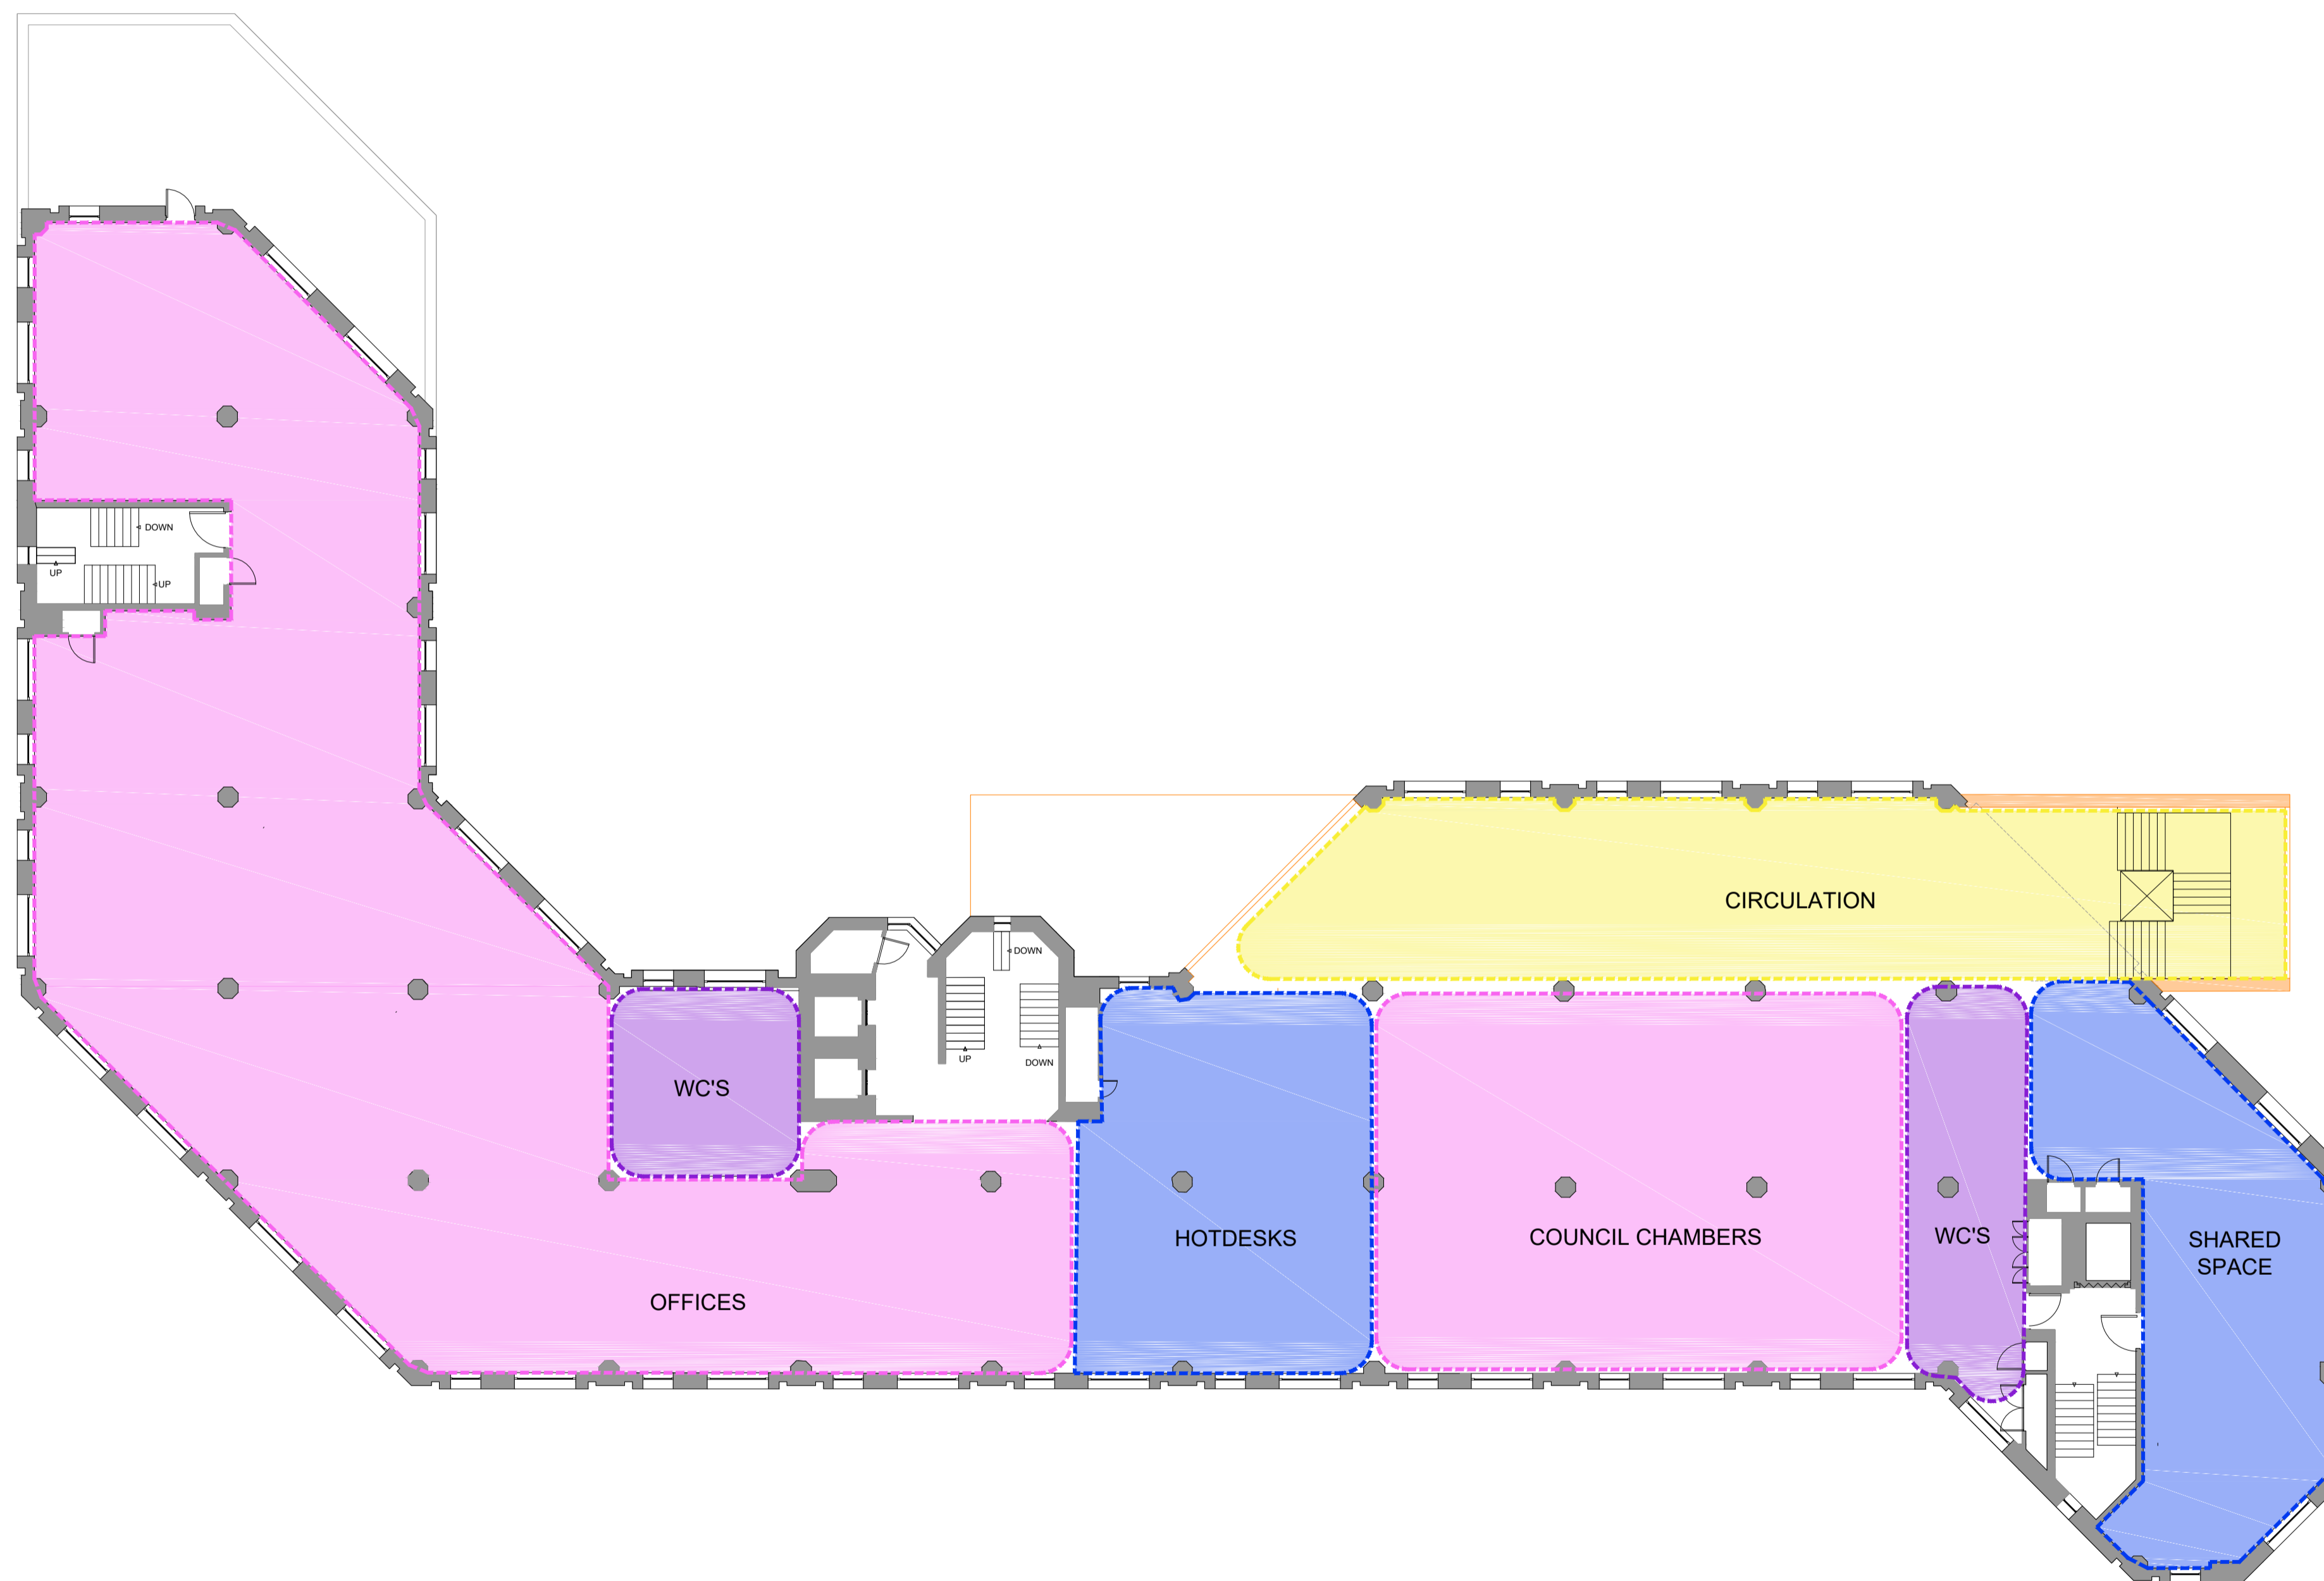 DOWN
UP
UP
CIRCULATION
DOWN
UP
DOWN
WC'S
HOTDESKS
COUNCIL CHAMBERS
WC'S
SHARED
SPACE
OFFICES